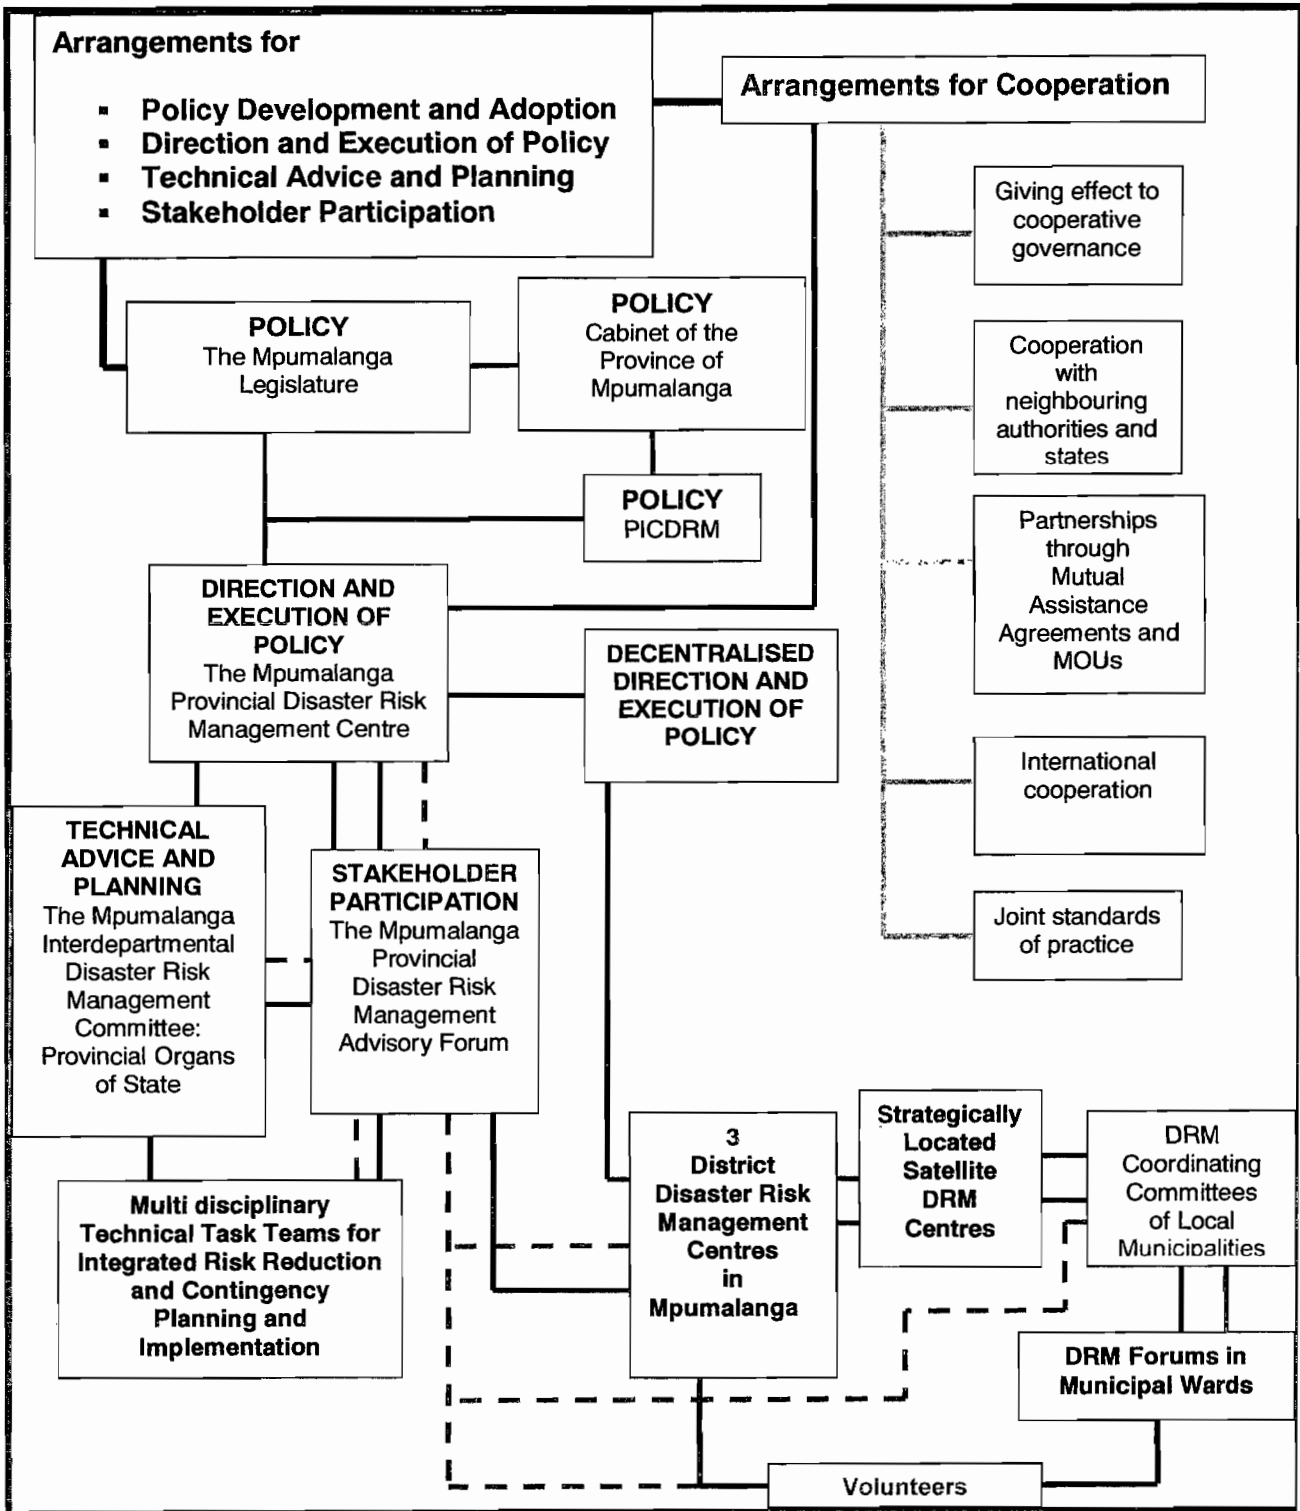 Arrangements for
▪ Policy Development and Adoption
▪ Direction and Execution of Policy
▪ Technical Advice and Planning
▪ Stakeholder Participation
Arrangements for Cooperation
Giving effect to
cooperative
governance
POLICY
The Mpumalanga
Legislature
POLICY
Cabinet of the
Province of
Mpumalanga
Cooperation
with
neighbouring
authorities and
states
POLICY
PICDRM
Partnerships
through
Mutual
Assistance
Agreements and
MOUs
DIRECTION AND
EXECUTION OF
POLICY
The Mpumalanga
Provincial Disaster Risk
Management Centre
DECENTRALISED
DIRECTION AND
EXECUTION OF
POLICY
International
cooperation
TECHNICAL
ADVICE AND
PLANNING
The Mpumalanga
Interdepartmental
Disaster Risk
Management
Committee:
Provincial Organs
of State
STAKEHOLDER
PARTICIPATION
The Mpumalanga
Provincial
Disaster Risk
Management
Advisory Forum
Joint standards
of practice
3
District
Disaster Risk
Management
Centres
in
Mpumalanga
Strategically
Located
Satellite
DRM
Centres
DRM
Coordinating
Committees
of Local
Municipalities
Multi disciplinary
Technical Task Teams for
Integrated Risk Reduction
and Contingency
Planning and
Implementation
DRM Forums in
Municipal Wards
Volunteers